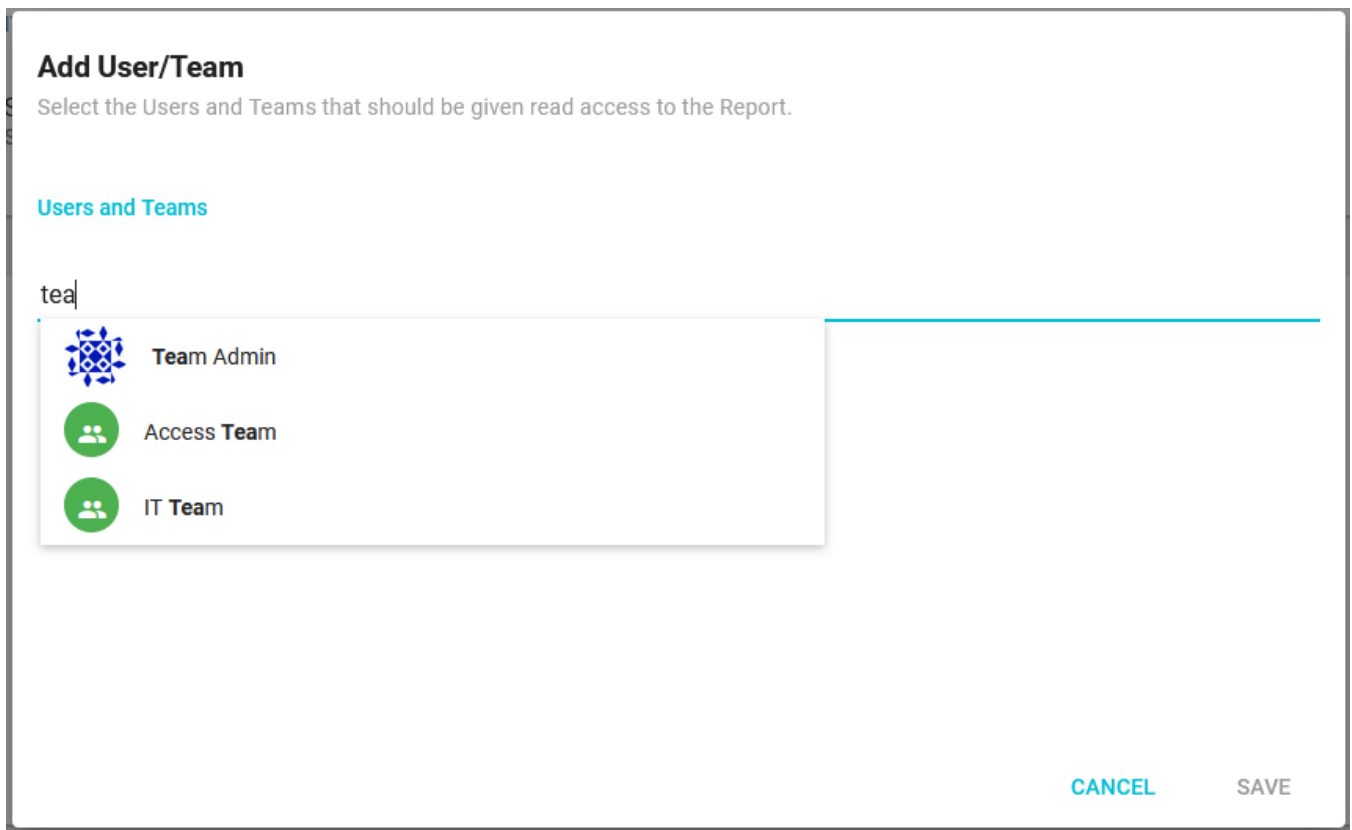 Add User/Team
Select the Users and Teams that should be given read access to the Report.
Users and Teams
tea
Team Admin
Access Team
IT Team
CANCEL SAVE